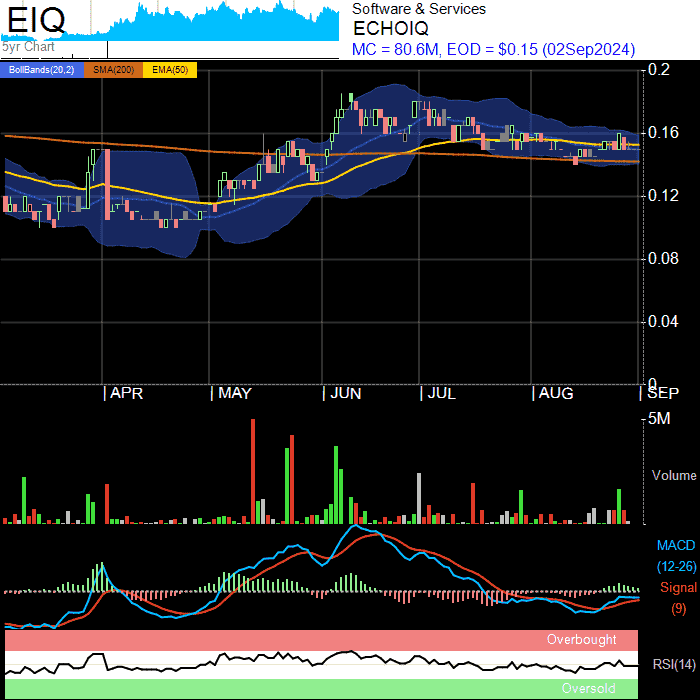 EIQ
5yr Chart
Software & Services
ECHOIQ
MC = 80.6M, EOD = $0.15 (02Sep2024)
BollBands(20,2) SMA(200) EMA(50)
0.2
0.16
0.12
0.08
0.04
0
APR MAY JUN JUL AUG SEP
5M
Volume
MACD
(12-26)
Signal
(9)
Overbought
RSI(14)
Oversold